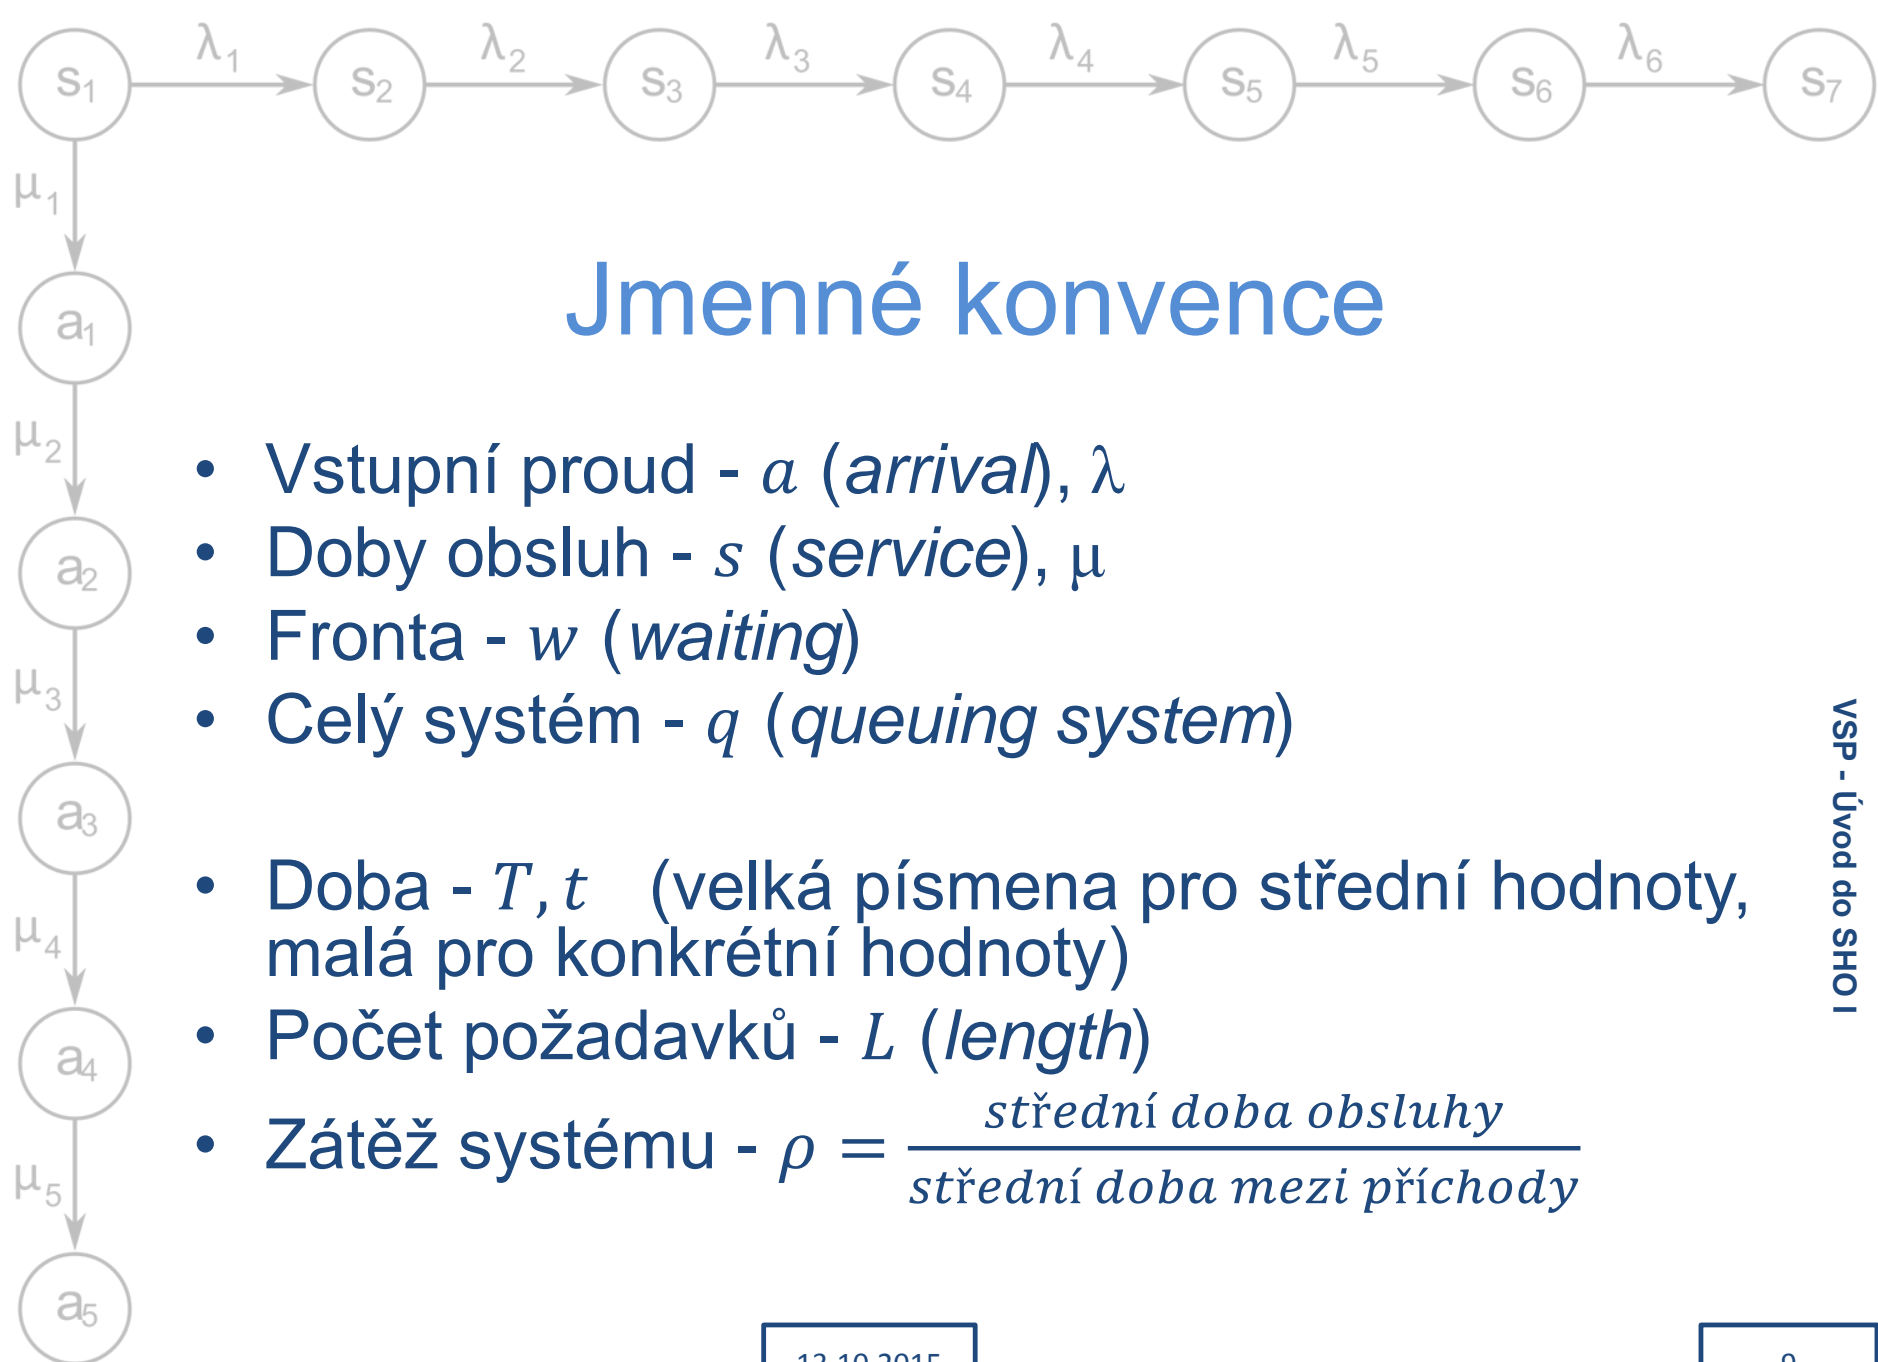 s1 λ1 s2 λ2 s3 λ3 s4 λ4 s5 λ5 s6 λ6 s7
μ1
a1
μ2
a2
μ3
a3
μ4
a4
μ5
a5
Jmenné konvence
• Vstupní proud - a (arrival), λ
• Doby obsluh - s (service), μ
• Fronta - w (waiting)
• Celý systém - q (queuing system)
• Doba - T, t (velká písmena pro střední hodnoty,
malá pro konkrétní hodnoty)
• Počet požadavků - L (length)
• Zátěž systému - ρ = střední doba obsluhy
střední doba mezi příchody
VSP - Úvod do SHO I
13.10.2015